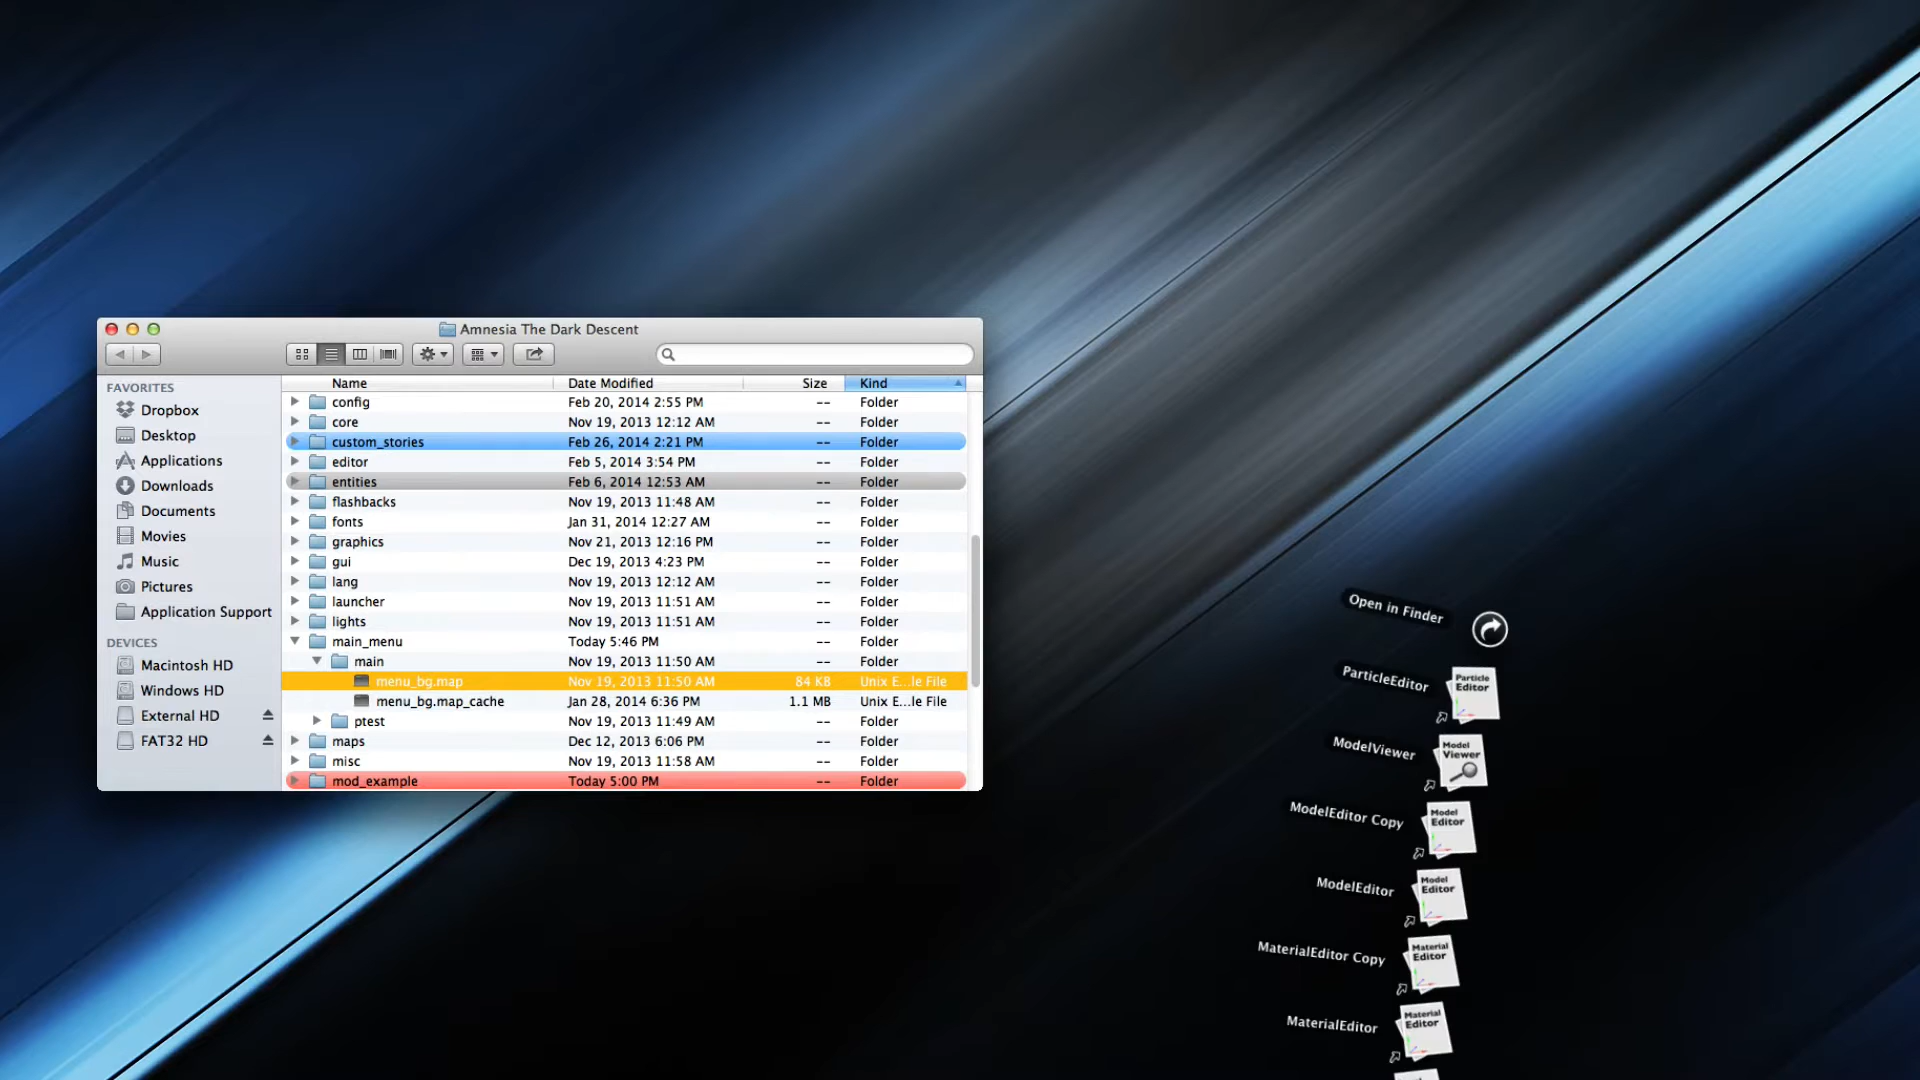 Amnesia The Dark Descent
FAVORITES
Dropbox
Desktop
Applications
Downloads
Documents
Movies
Music
Pictures
Application Support
DEVICES
Macintosh HD
Windows HD
External HD
FAT32 HD
Name Date Modified Size Kind
config Feb 20, 2014 2:55 PM -- Folder
core Nov 19, 2013 12:12 AM -- Folder
custom_stories Feb 26, 2014 2:21 PM -- Folder
editor Feb 5, 2014 3:54 PM -- Folder
entities Feb 6, 2014 12:53 AM -- Folder
flashbacks Nov 19, 2013 11:48 AM -- Folder
fonts Jan 31, 2014 12:27 AM -- Folder
graphics Nov 21, 2013 12:16 PM -- Folder
gui Dec 19, 2013 4:23 PM -- Folder
lang Nov 19, 2013 12:12 AM -- Folder
launcher Nov 19, 2013 11:51 AM -- Folder
lights Nov 19, 2013 11:51 AM -- Folder
main_menu Today 5:46 PM -- Folder
main Nov 19, 2013 11:50 AM -- Folder
menu_bg.map Nov 19, 2013 11:50 AM 84 KB Unix E...le File
menu_bg.map_cache Jan 28, 2014 6:36 PM 1.1 MB Unix E...le File
ptest Nov 19, 2013 11:49 AM -- Folder
maps Dec 12, 2013 6:06 PM -- Folder
misc Nov 19, 2013 11:58 AM -- Folder
mod_example Today 5:00 PM -- Folder
Open in Finder
ParticleEditor
Particle
Editor
ModelViewer
Model
Viewer
ModelEditor Copy
Model
Editor
ModelEditor
Model
Editor
MaterialEditor Copy
Material
Editor
MaterialEditor
Material
Editor